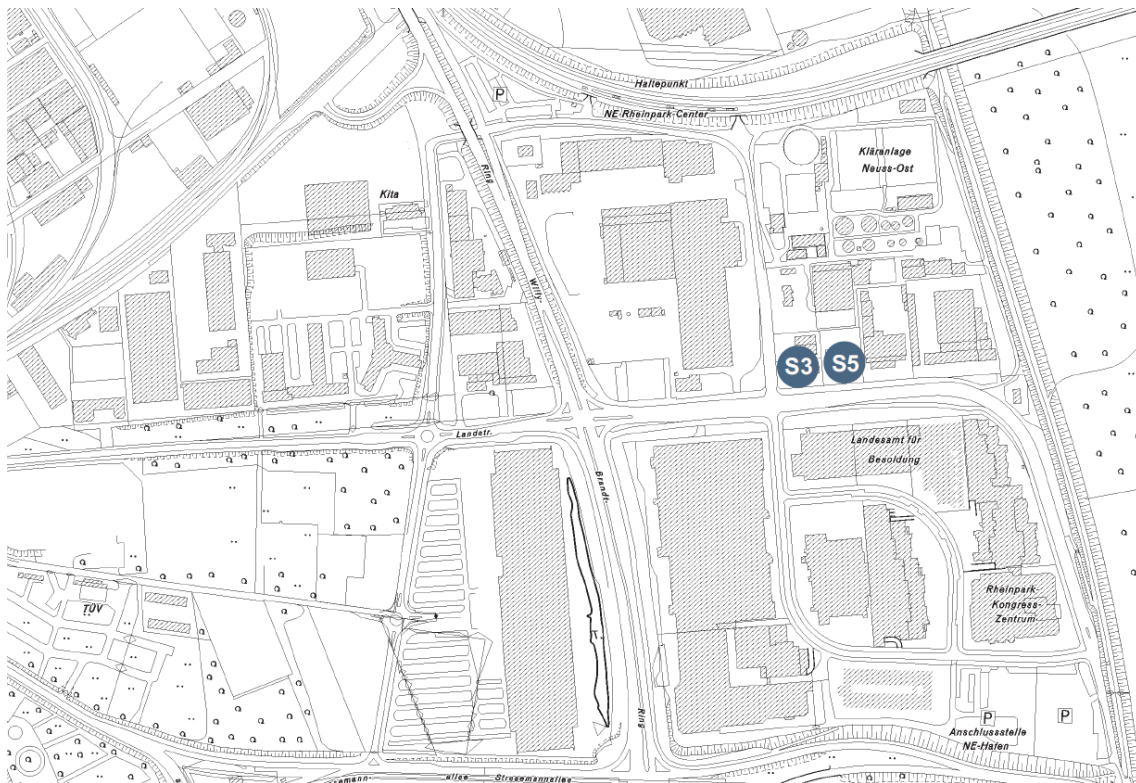 Haltepunkt
P
NE-Rheinpark-Center
Kläranlage
Neuss-Ost
Ring
Kita
Willy-
S3
S5
Landstr.
Landesamt für
Besoldung
Brandt-
Rheinpark-
Kongress-
Zentrum
TÜV
Ring
P
P
Anschlussstelle
NE-Hafen
allee
Stresemannallee